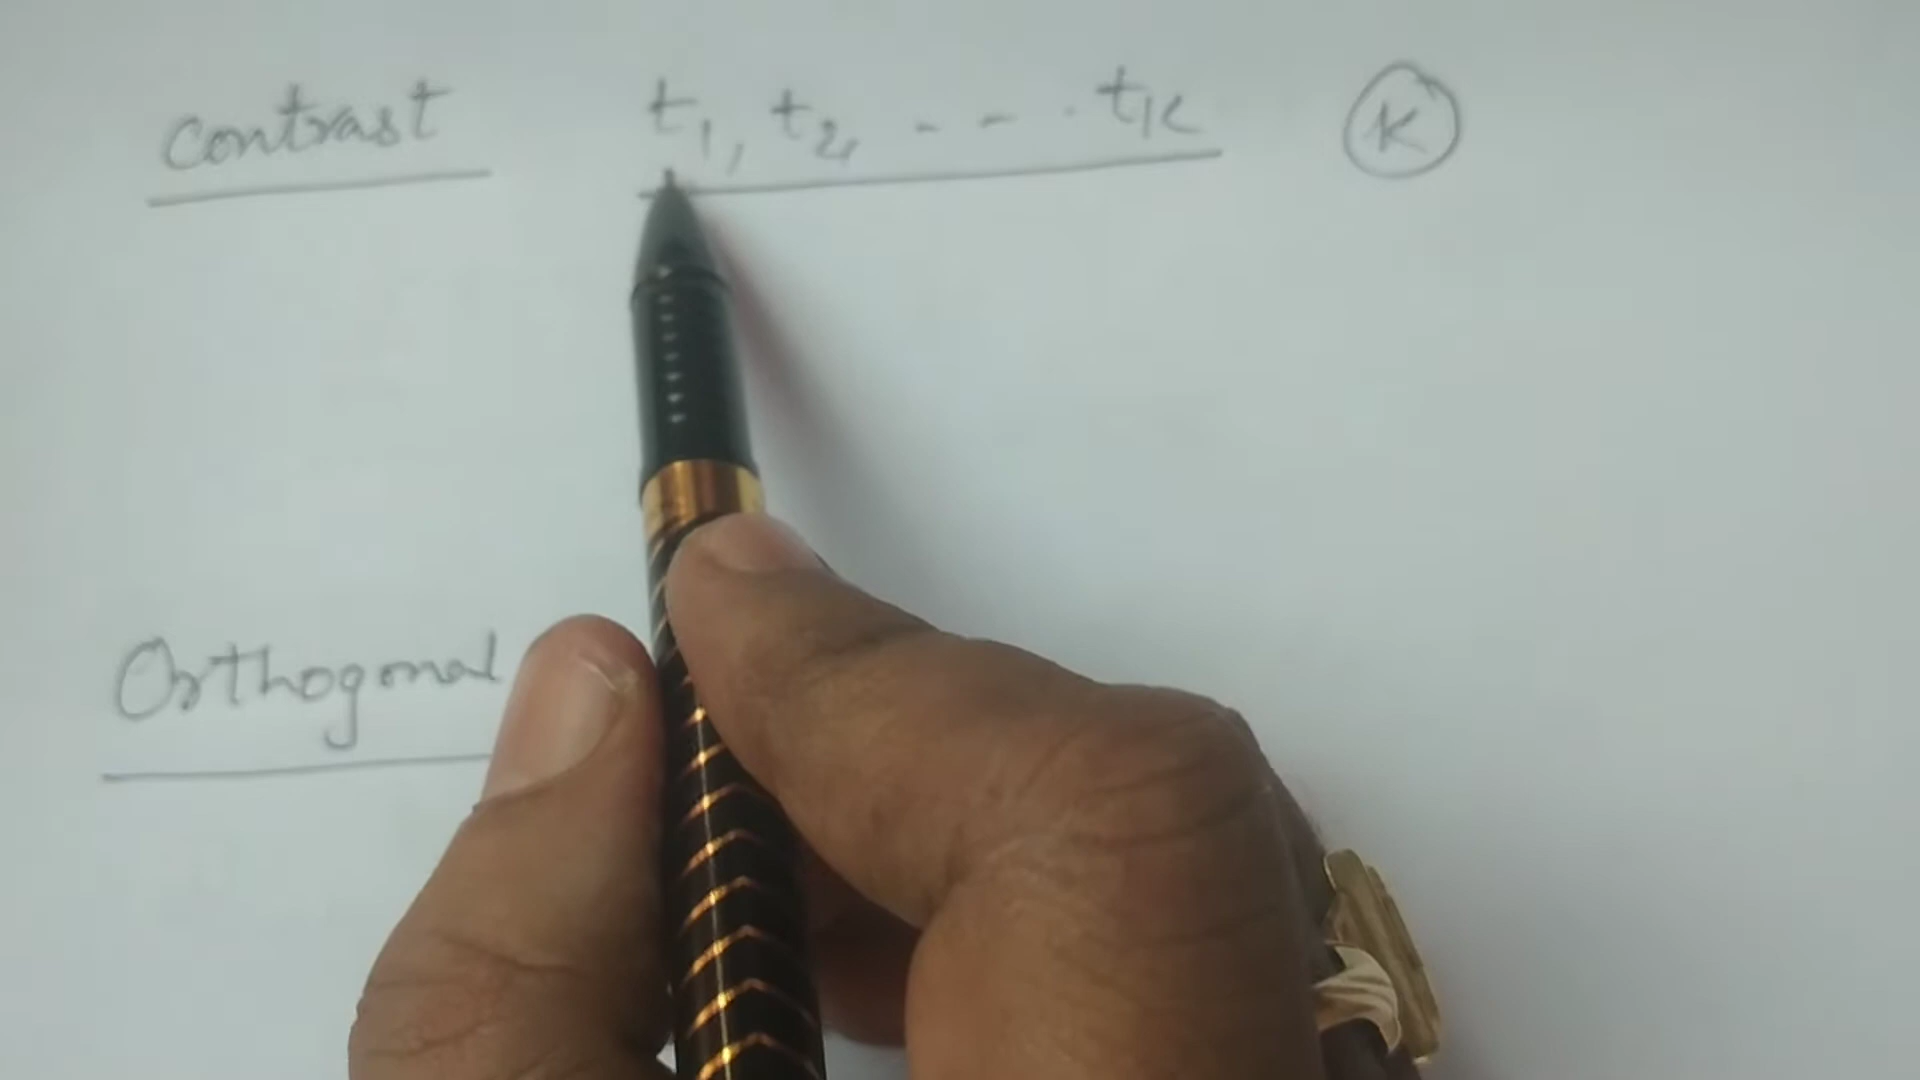 contrast t1, t2, - - . tk K
Orthogonal